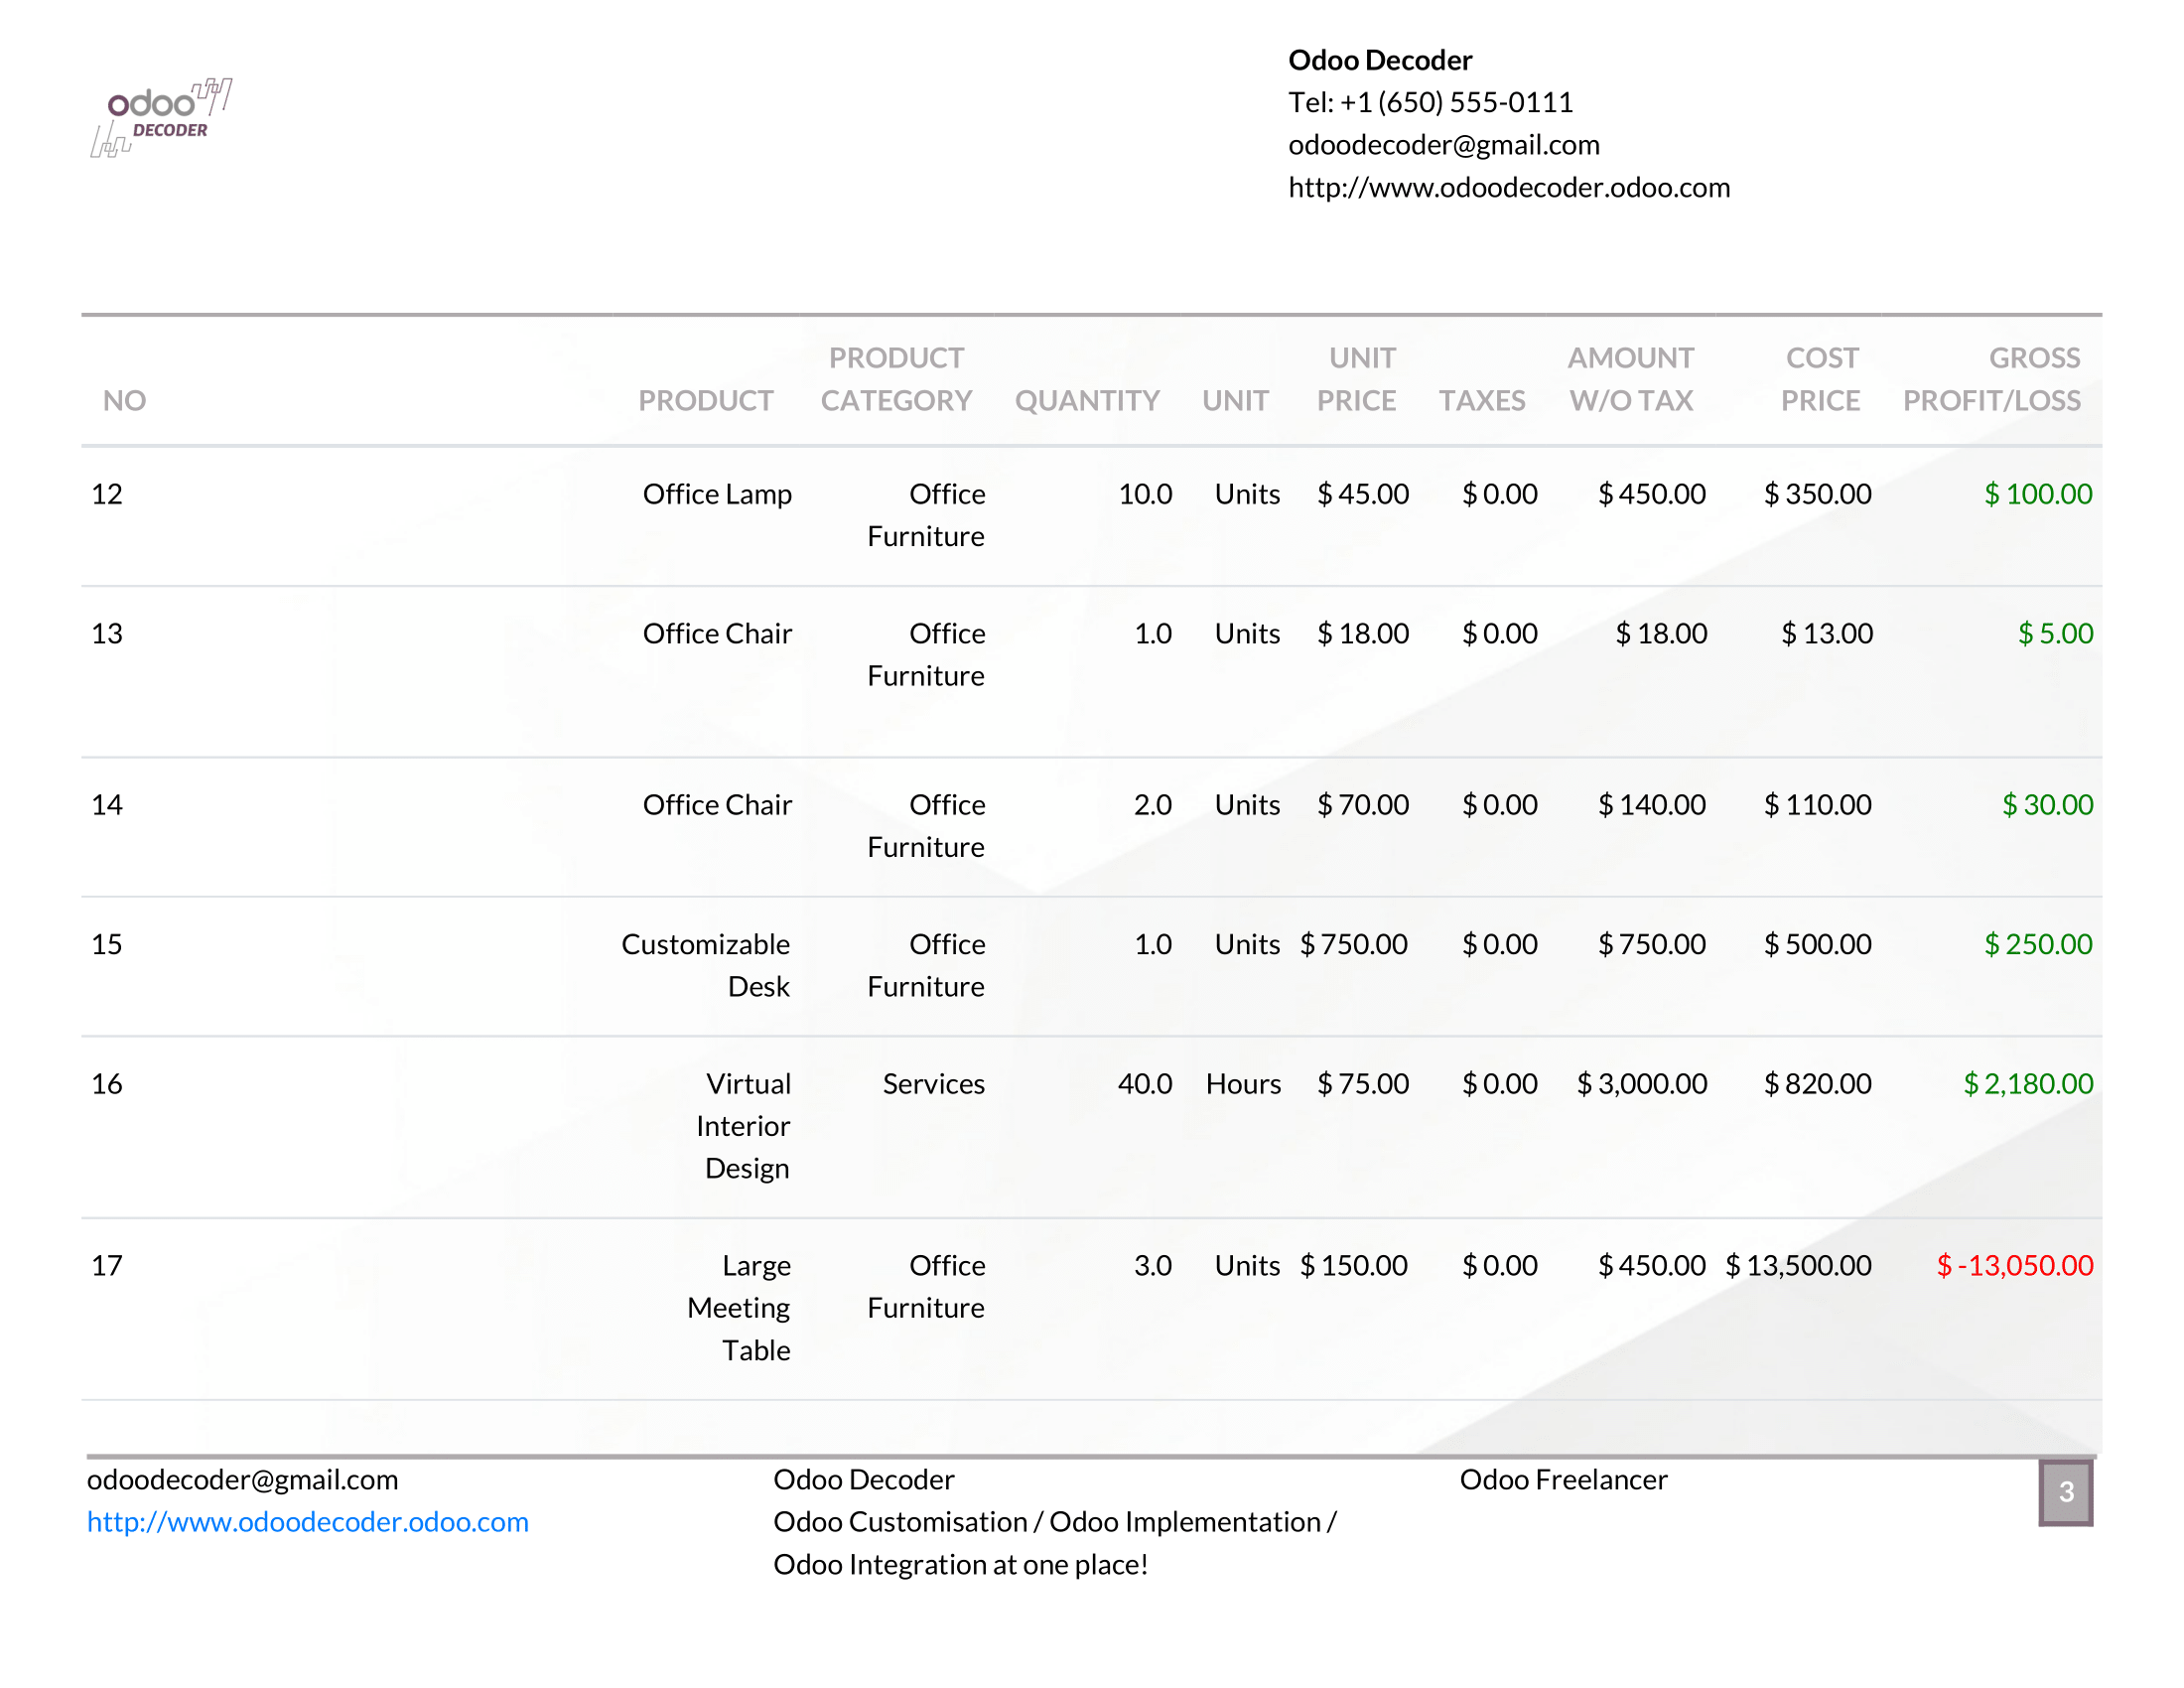 odoo
DECODER
Odoo Decoder
Tel: +1 (650) 555-0111
odoodecoder@gmail.com
http://www.odoodecoder.odoo.com
PRODUCT UNIT AMOUNT COST GROSS
NO PRODUCT CATEGORY QUANTITY UNIT PRICE TAXES W/O TAX PRICE PROFIT/LOSS
12 Office Lamp Office 10.0 Units $ 45.00 $ 0.00 $ 450.00 $ 350.00 $ 100.00
Furniture
13 Office Chair Office 1.0 Units $ 18.00 $ 0.00 $ 18.00 $ 13.00 $ 5.00
Furniture
14 Office Chair Office 2.0 Units $ 70.00 $ 0.00 $ 140.00 $ 110.00 $ 30.00
Furniture
15 Customizable Office 1.0 Units $ 750.00 $ 0.00 $ 750.00 $ 500.00 $ 250.00
Desk Furniture
16 Virtual Services 40.0 Hours $ 75.00 $ 0.00 $ 3,000.00 $ 820.00 $ 2,180.00
Interior
Design
17 Large Office 3.0 Units $ 150.00 $ 0.00 $ 450.00 $ 13,500.00 $ -13,050.00
Meeting Furniture
Table
odoodecoder@gmail.com Odoo Decoder Odoo Freelancer 3
http://www.odoodecoder.odoo.com Odoo Customisation / Odoo Implementation /
Odoo Integration at one place!